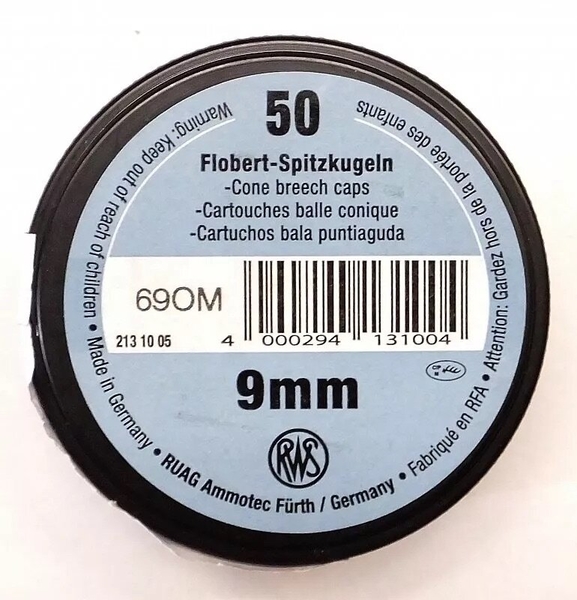 50
Flobert-Spitzkugeln
-Cone breech caps
-Cartouches balle conique
-Cartuchos bala puntiaguda
69OM
213 10 05
4 000294 131004
9mm
RWS
Warning: Keep out of reach of children • Made in Germany • RUAG Ammotec Fürth / Germany • Fabriqué en RFA • Attention: Gardez hors de la portée des enfants